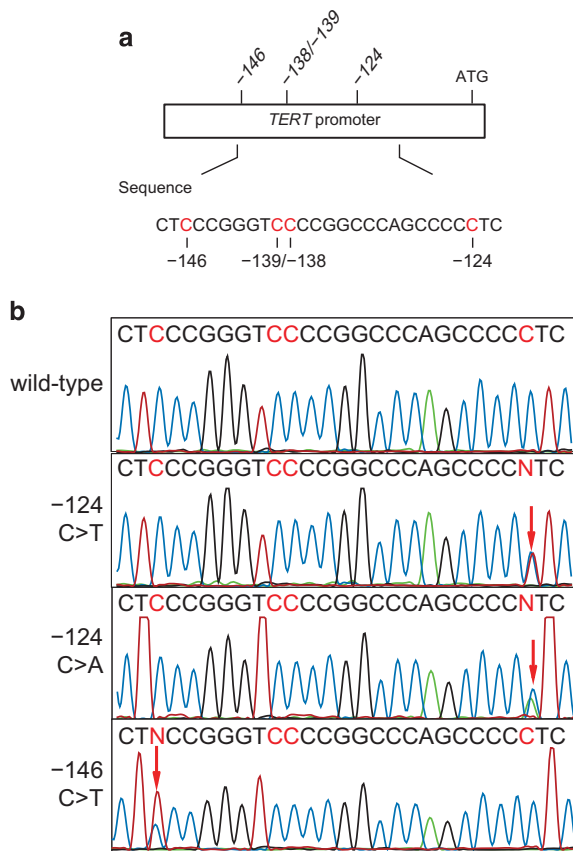 a
−146
−138/−139
−124
ATG
TERT promoter
Sequence
CTCCCGGGTCCCCGGCCCAGCCCCCTC
−146 −139/−138 −124
b
wild-type
CTCCCGGGTCCCCGGCCCAGCCCCCTC
−124
C>T
CTCCCGGGTCCCCGGCCCAGCCCCNTC
−124
C>A
CTCCCGGGTCCCCGGCCCAGCCCCNTC
−146
C>T
CTNCCGGGTCCCCGGCCCAGCCCCCTC